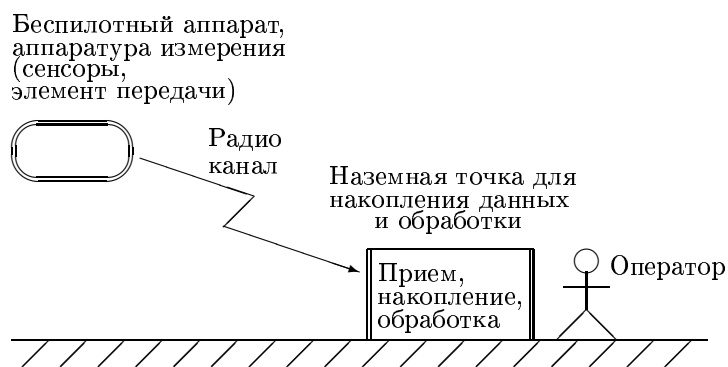 Беспилотный аппарат,
аппаратура измерения
(сенсоры,
элемент передачи)
Радио
канал
Наземная точка для
накопления данных
и обработки
Прием,
накопление,
обработка
Оператор